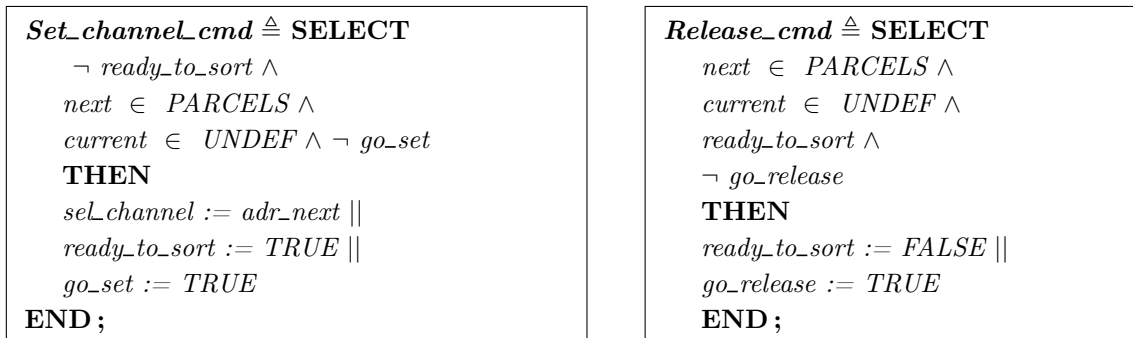 Set_channel_cmd ≙ SELECT
¬ ready_to_sort ∧
next ∈ PARCELS ∧
current ∈ UNDEF ∧ ¬ go_set
THEN
sel_channel := adr_next ||
ready_to_sort := TRUE ||
go_set := TRUE
END ;
Release_cmd ≙ SELECT
next ∈ PARCELS ∧
current ∈ UNDEF ∧
ready_to_sort ∧
¬ go_release
THEN
ready_to_sort := FALSE ||
go_release := TRUE
END ;